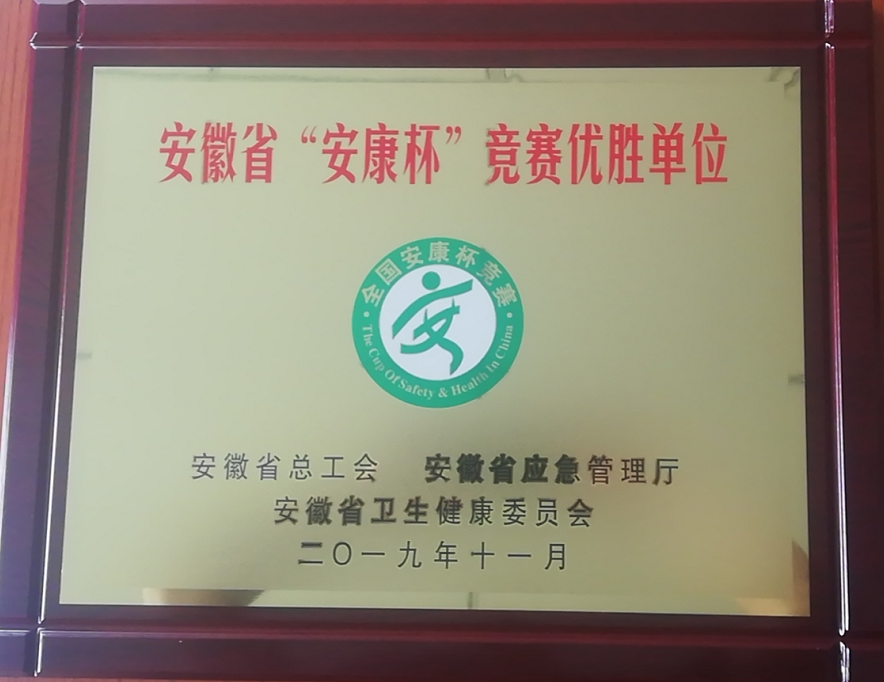 安徽省“安康杯”竞赛优胜单位
·全国安康杯竞赛·
The Cup Of Safety & Health In China
安徽省总工会 安徽省应急管理厅
安徽省卫生健康委员会
二〇一九年十一月